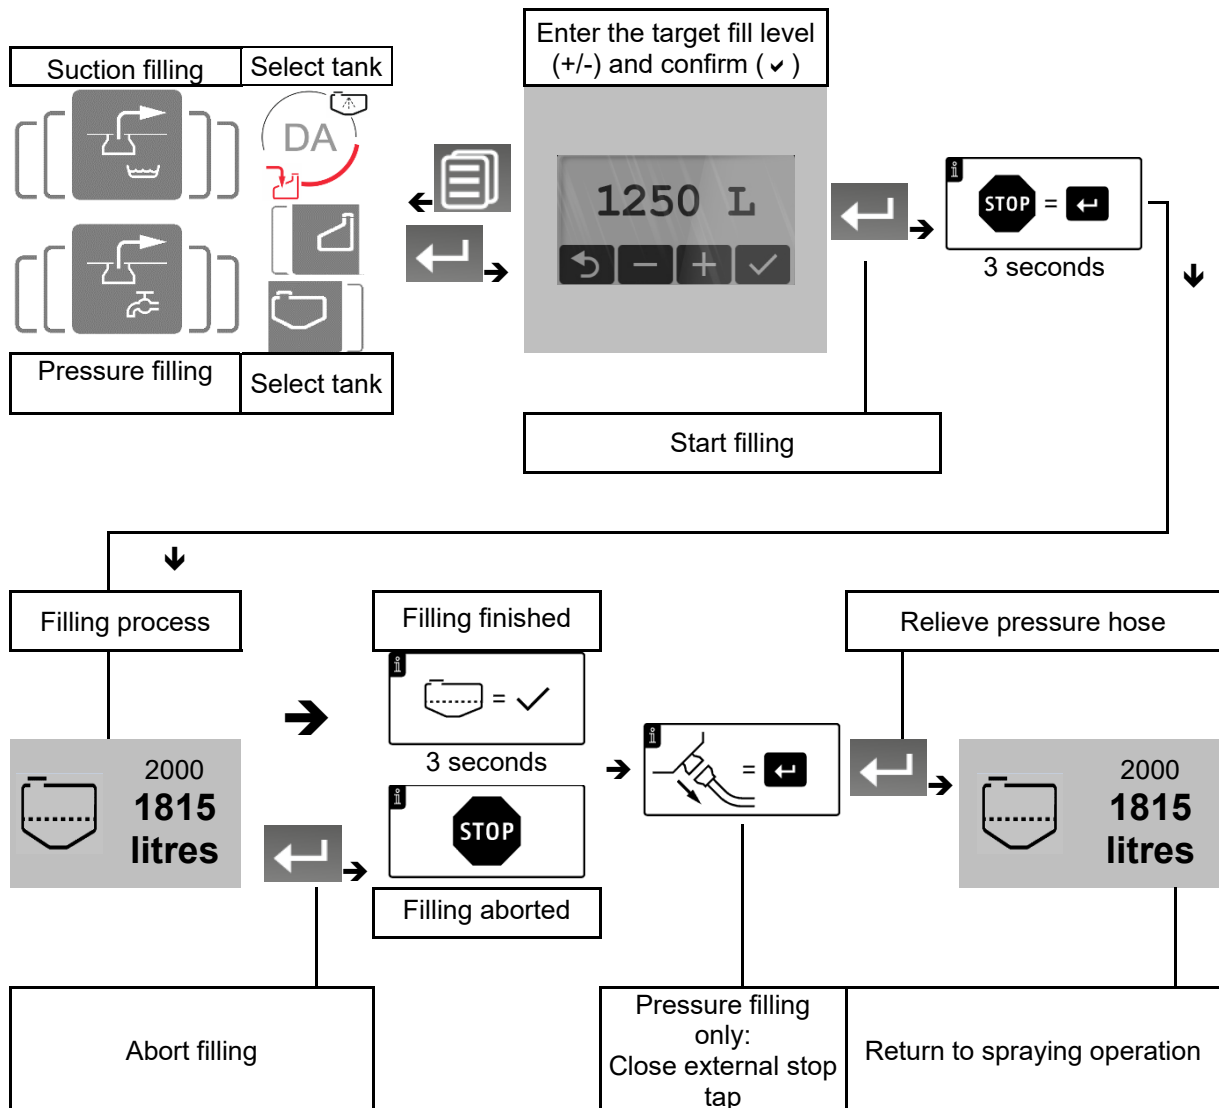 Suction filling
Select tank
Enter the target fill level
(+/-) and confirm (✓)
DA
1250 L
STOP =
3 seconds
Pressure filling
Select tank
Start filling
Filling process
Filling finished
Relieve pressure hose
=
3 seconds
=
2000
1815
litres
STOP
2000
1815
litres
Filling aborted
Abort filling
Pressure filling
only:
Close external stop
tap
Return to spraying operation